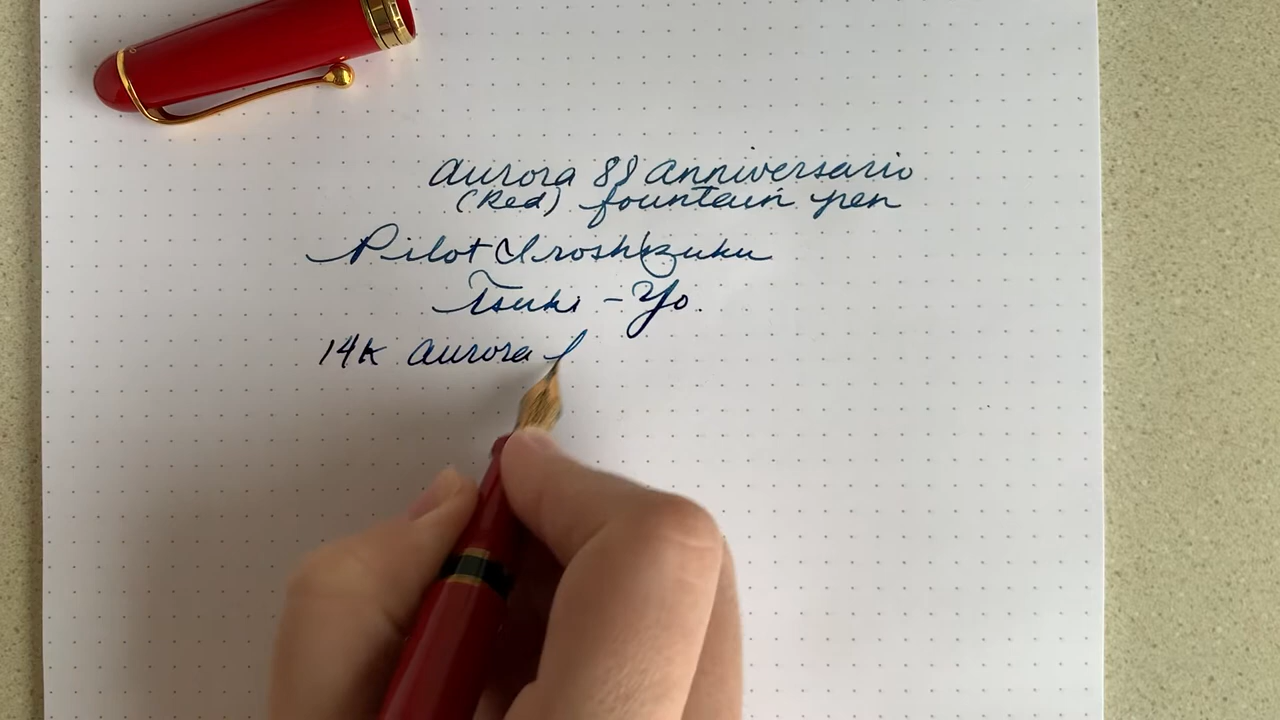 Aurora 88 Anniversario
(Red) fountain pen
Pilot Iroshizuku
Tsuki-Yo.
14K Aurora